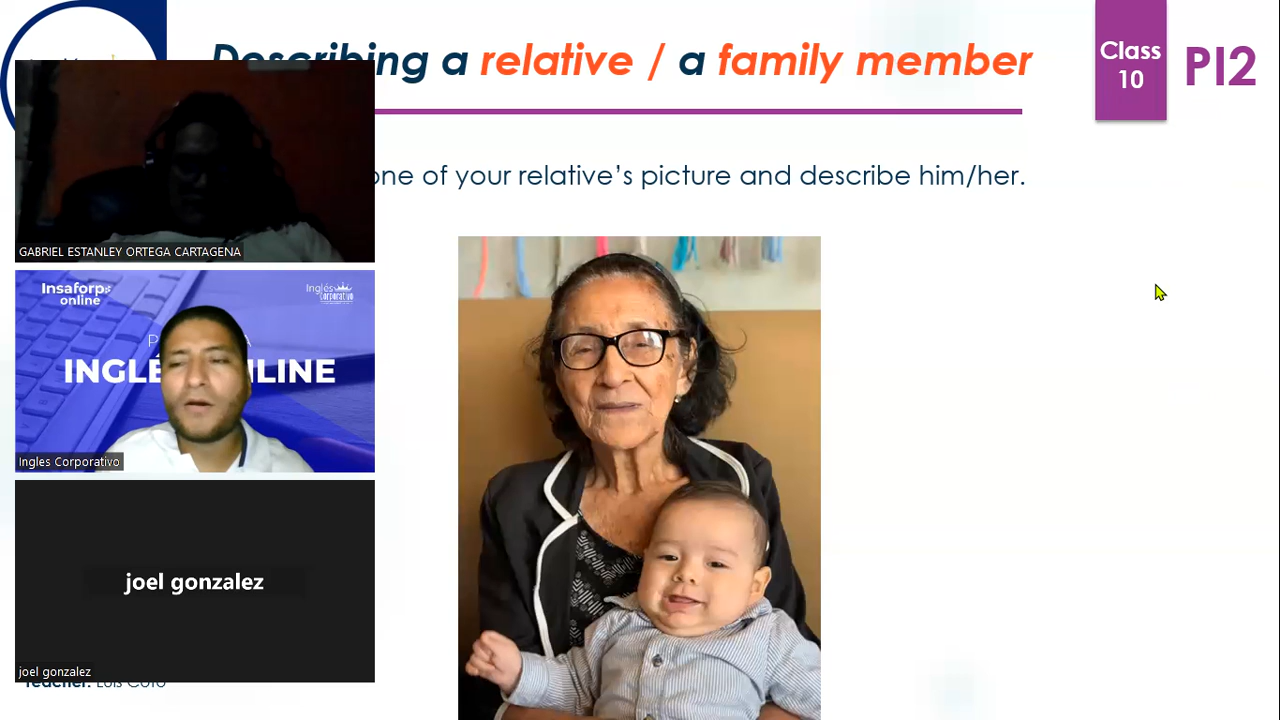 Describing a relative / a family member
Class
10
PI2
one of your relative's picture and describe him/her.
GABRIEL ESTANLEY ORTEGA CARTAGENA
Insaforp
online
Inglés
Corporativo
INGLÉ NLINE
Ingles Corporativo
joel gonzalez
joel gonzalez
Teacher: Luis Coto